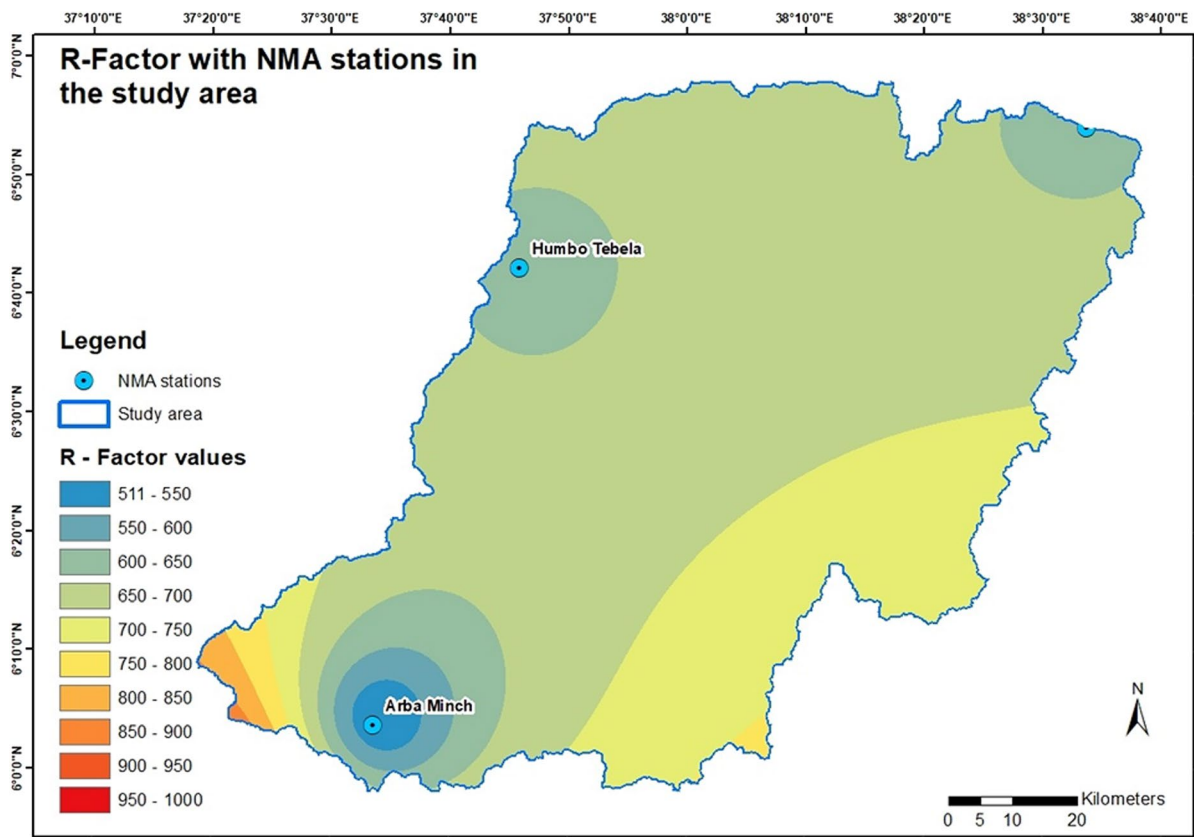 37°10'0"E 37°20'0"E 37°30'0"E 37°40'0"E 37°50'0"E 38°0'0"E 38°10'0"E 38°20'0"E 38°30'0"E 38°40'0"E
7°0'0"N
R-Factor with NMA stations in
the study area
6°50'0"N
Humbo Tebela
6°40'0"N
Legend
NMA stations
Study area
6°30'0"N
R - Factor values
511 - 550
550 - 600
6°20'0"N
600 - 650
650 - 700
700 - 750
6°10'0"N
750 - 800
800 - 850
Arba Minch
N
850 - 900
6°0'0"N
900 - 950
950 - 1000
Kilometers
0 5 10 20